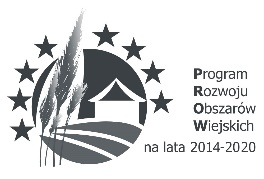 Program
Rozwoju
Obszarów
Wiejskich
na lata 2014-2020